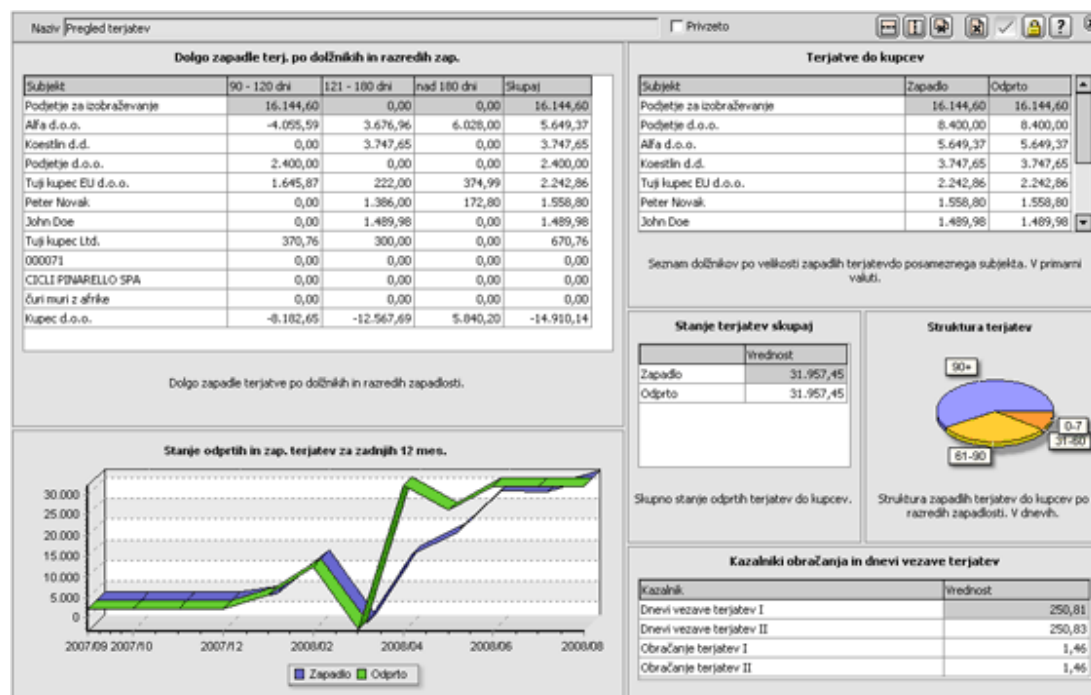 Naziv Pregled terjatev Privzeto ?
Dolgo zapadle terj. po dolžnikih in razredih zap.
Subjekt 90 - 120 dni 121 - 180 dni nad 180 dni Skupaj
Podjetje za izobraževanje 16.144,60 0,00 0,00 16.144,60
Alfa d.o.o. -4.055,59 3.676,96 6.028,00 5.649,37
Koestlin d.d. 0,00 3.747,65 0,00 3.747,65
Podjetje d.o.o. 2.400,00 0,00 0,00 2.400,00
Tuji kupec EU d.o.o. 1.645,87 222,00 374,99 2.242,86
Peter Novak 0,00 1.386,00 172,80 1.558,80
John Doe 0,00 1.489,98 0,00 1.489,98
Tuji kupec Ltd. 370,76 300,00 0,00 670,76
000071 0,00 0,00 0,00 0,00
CICLI PINARELLO SPA 0,00 0,00 0,00 0,00
čuri muri z afrike 0,00 0,00 0,00 0,00
Kupec d.o.o. -8.182,65 -12.567,69 5.840,20 -14.910,14
Dolgo zapadle terjatve po dolžnikih in razredih zapadlosti.
Terjatve do kupcev
Subjekt Zapadlo Odprto
Podjetje za izobraževanje 16.144,60 16.144,60
Podjetje d.o.o. 8.400,00 8.400,00
Alfa d.o.o. 5.649,37 5.649,37
Koestlin d.d. 3.747,65 3.747,65
Tuji kupec EU d.o.o. 2.242,86 2.242,86
Peter Novak 1.558,80 1.558,80
John Doe 1.489,98 1.489,98
Seznam dolžnikov po velikosti zapadlih terjatevdo posameznega subjekta. V primarni
valuti.
Stanje terjatev skupaj
Vrednost
Zapadlo 31.957,45
Odprto 31.957,45
Skupno stanje odprtih terjatev do kupcev.
Struktura terjatev
90+
0-7
31-60
61-90
Struktura zapadlih terjatev do kupcev po
razredih zapadlosti. V dnevih.
Stanje odprtih in zap. terjatev za zadnjih 12 mes.
30.000
25.000
20.000
15.000
10.000
5.000
0
2007/09 2007/10 2007/12 2008/02 2008/04 2008/06 2008/08
Zapadlo Odprto
Kazalniki obračanja in dnevi vezave terjatev
Kazalnik Vrednost
Dnevi vezave terjatev I 250,81
Dnevi vezave terjatev II 250,83
Obračanje terjatev I 1,46
Obračanje terjatev II 1,46